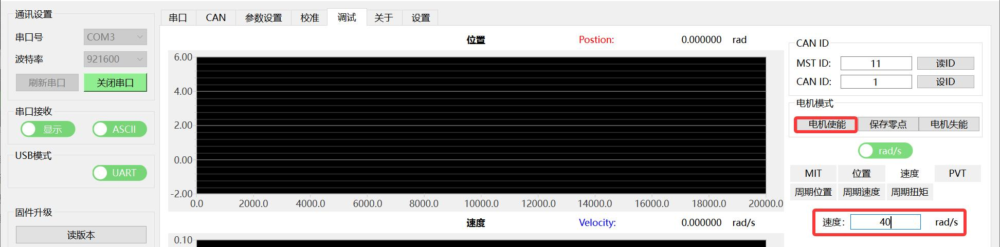 通讯设置
串口号 COM3
波特率 921600
刷新串口 关闭串口
串口接收
显示 ASCII
USB模式
UART
固件升级
读版本
串口 CAN 参数设置 校准 调试 关于 设置
位置 Postion: 0.000000 rad
6.00
4.00
2.00
0.00
-2.00
0.0 2000.0 4000.0 6000.0 8000.0 10000.0 12000.0 14000.0 16000.0 18000.0 20000.0
速度 Velocity: 0.000000 rad/s
0.10
CAN ID
MST ID: 11 读ID
CAN ID: 1 设ID
电机模式
电机使能 保存零点 电机失能
rad/s
MIT 位置 速度 PVT
周期位置 周期速度 周期扭矩
速度: 40 rad/s